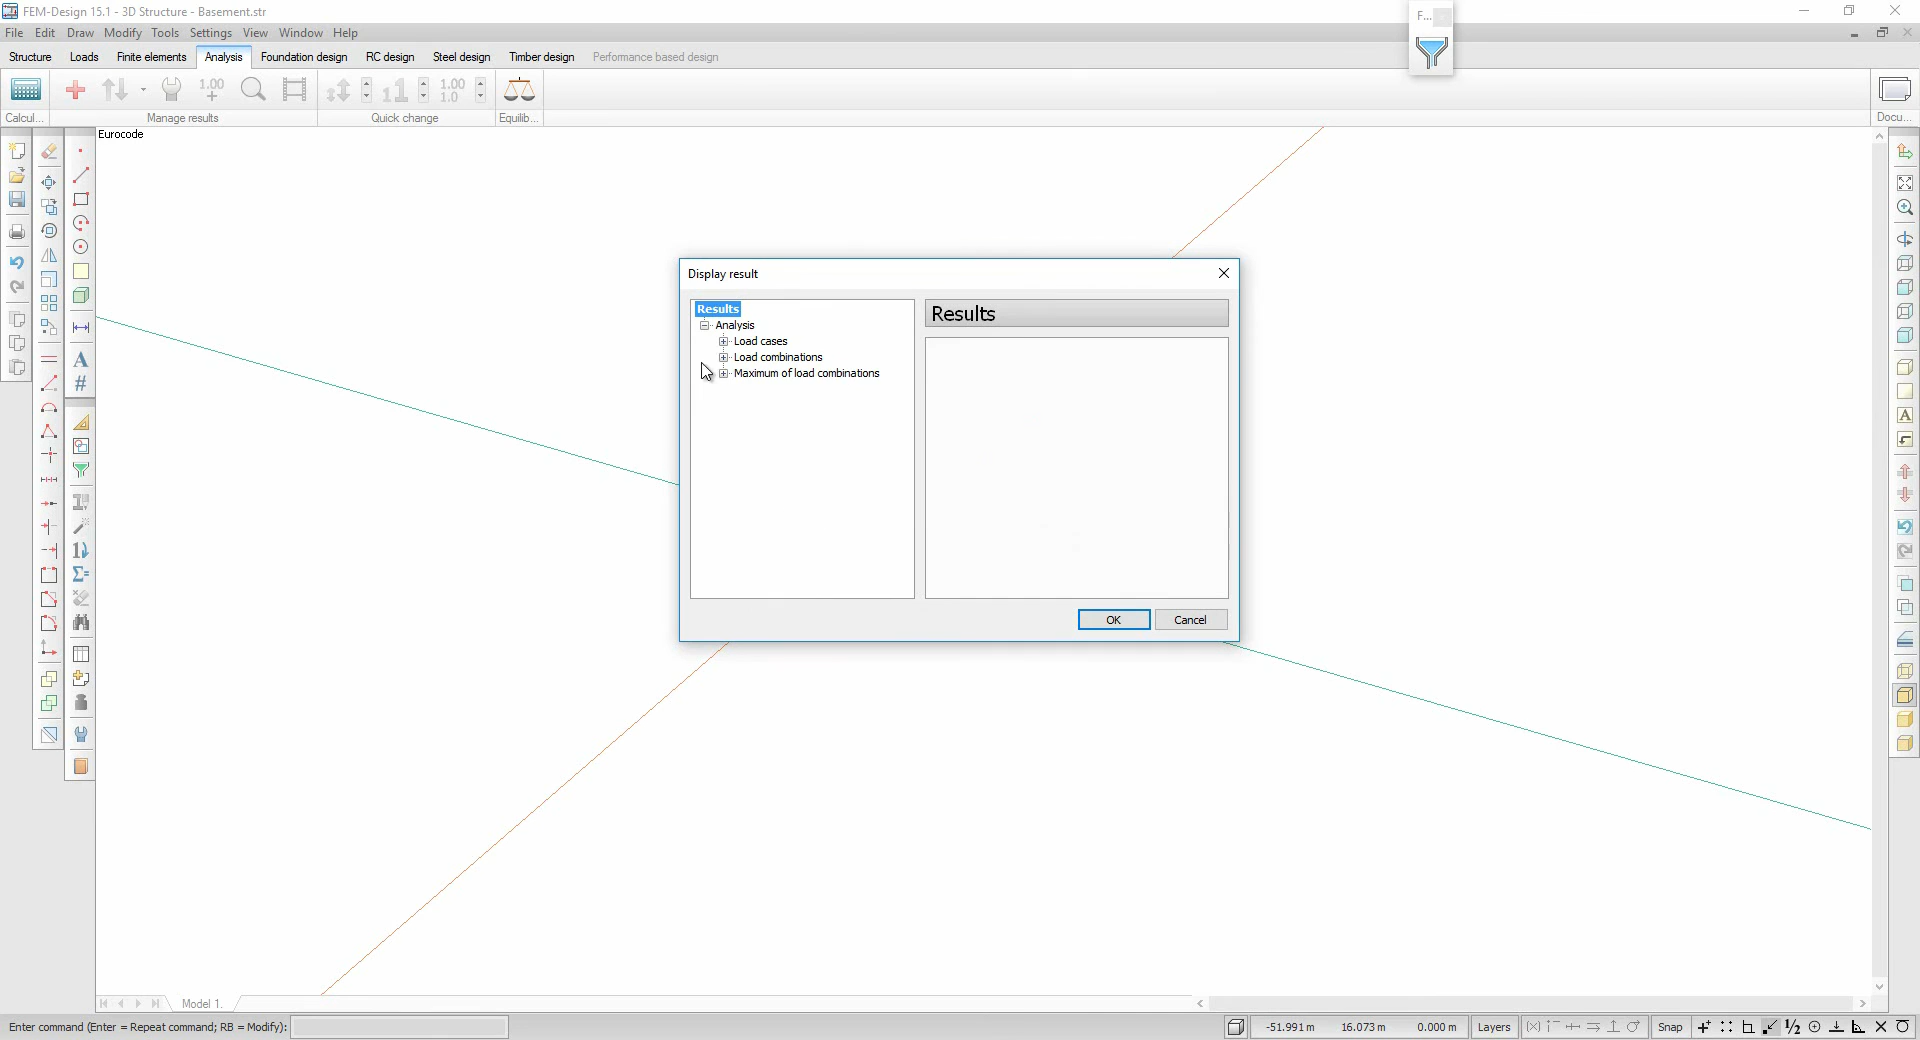 FEM-Design 15.1 - 3D Structure - Basement.str
F...
File Edit Draw Modify Tools Settings View Window Help
Structure Loads Finite elements Analysis Foundation design RC design Steel design Timber design Performance based design
1.00
1.00
1.0
Calcul... Manage results Quick change Equilib... Docu...
Eurocode
Display result
Results
Analysis
Load cases
Load combinations
Maximum of load combinations
Results
OK Cancel
Model 1.
Enter command (Enter = Repeat command; RB = Modify):
-51.991 m 16.073 m 0.000 m Layers Snap